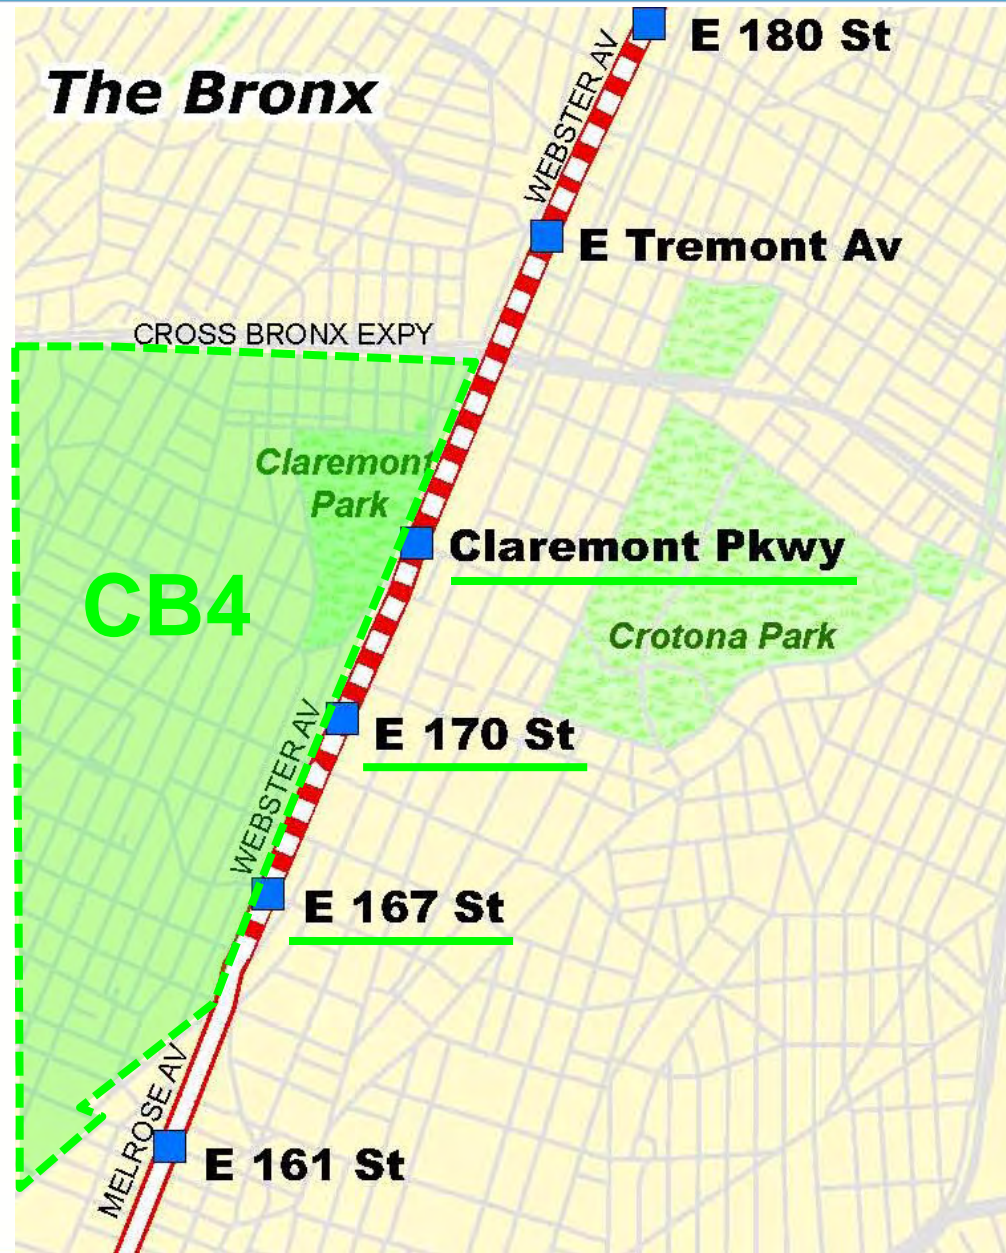 E 180 St
The Bronx
WEBSTER AV
E Tremont Av
CROSS BRONX EXPY
Claremont
Park
Claremont Pkwy
CB4
Crotona Park
E 170 St
WEBSTER AV
E 167 St
MELROSE AV
E 161 St